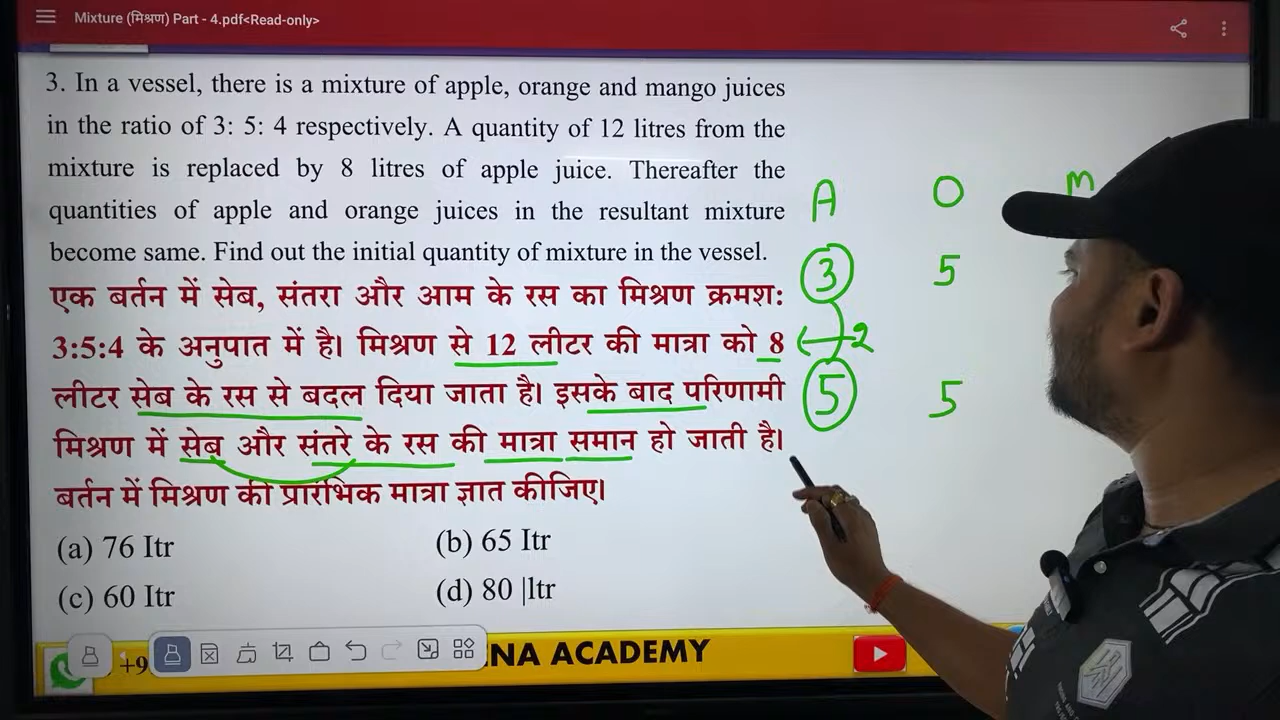 Mixture (मिश्रण) Part - 4.pdf<Read-only>
3. In a vessel, there is a mixture of apple, orange and mango juices
in the ratio of 3: 5: 4 respectively. A quantity of 12 litres from the
mixture is replaced by 8 litres of apple juice. Thereafter the
quantities of apple and orange juices in the resultant mixture
become same. Find out the initial quantity of mixture in the vessel.
एक बर्तन में सेब, संतरा और आम के रस का मिश्रण क्रमश:
3:5:4 के अनुपात में है। मिश्रण से 12 लीटर की मात्रा को 8
लीटर सेब के रस से बदल दिया जाता है। इसके बाद परिणामी
मिश्रण में सेब और संतरे के रस की मात्रा समान हो जाती है।
बर्तन में मिश्रण की प्रारंभिक मात्रा ज्ञात कीजिए।
(a) 76 Itr (b) 65 Itr
(c) 60 Itr (d) 80 |ltr
A O m
3 5
2
5 5
+9
NA ACADEMY